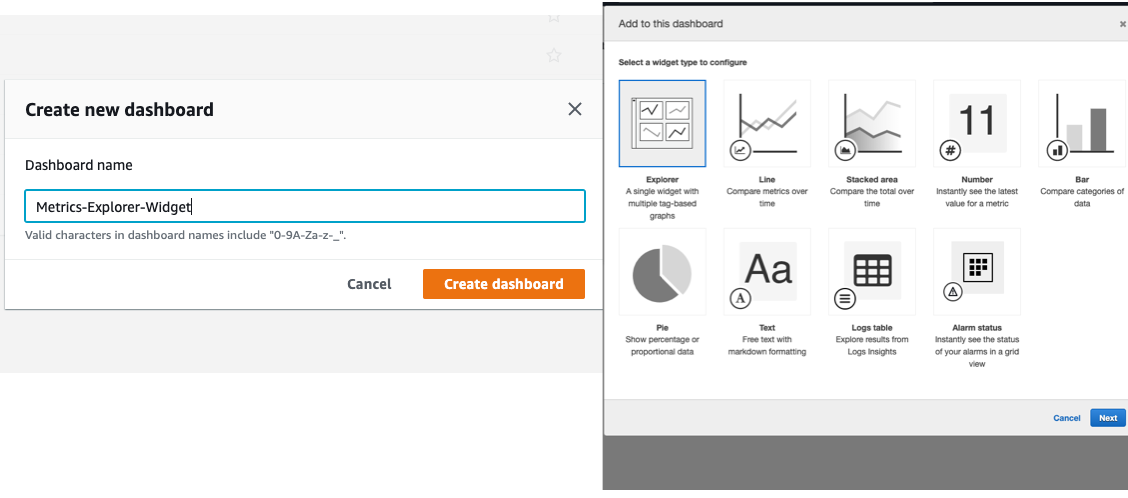 Create new dashboard
Dashboard name
Metrics-Explorer-Widget
Valid characters in dashboard names include "0-9A-Za-z-_".
Cancel
Create dashboard
Add to this dashboard
Select a widget type to configure
Explorer
A single widget with
multiple tag-based
graphs
Line
Compare metrics over
time
Stacked area
Compare the total over
time
11
#
Number
Instantly see the latest
value for a metric
Bar
Compare categories of
data
Pie
Show percentage or
proportional data
Aa
A
Text
Free text with
markdown formatting
Logs table
Explore results from
Logs Insights
Alarm status
Instantly see the status
of your alarms in a grid
view
Cancel
Next